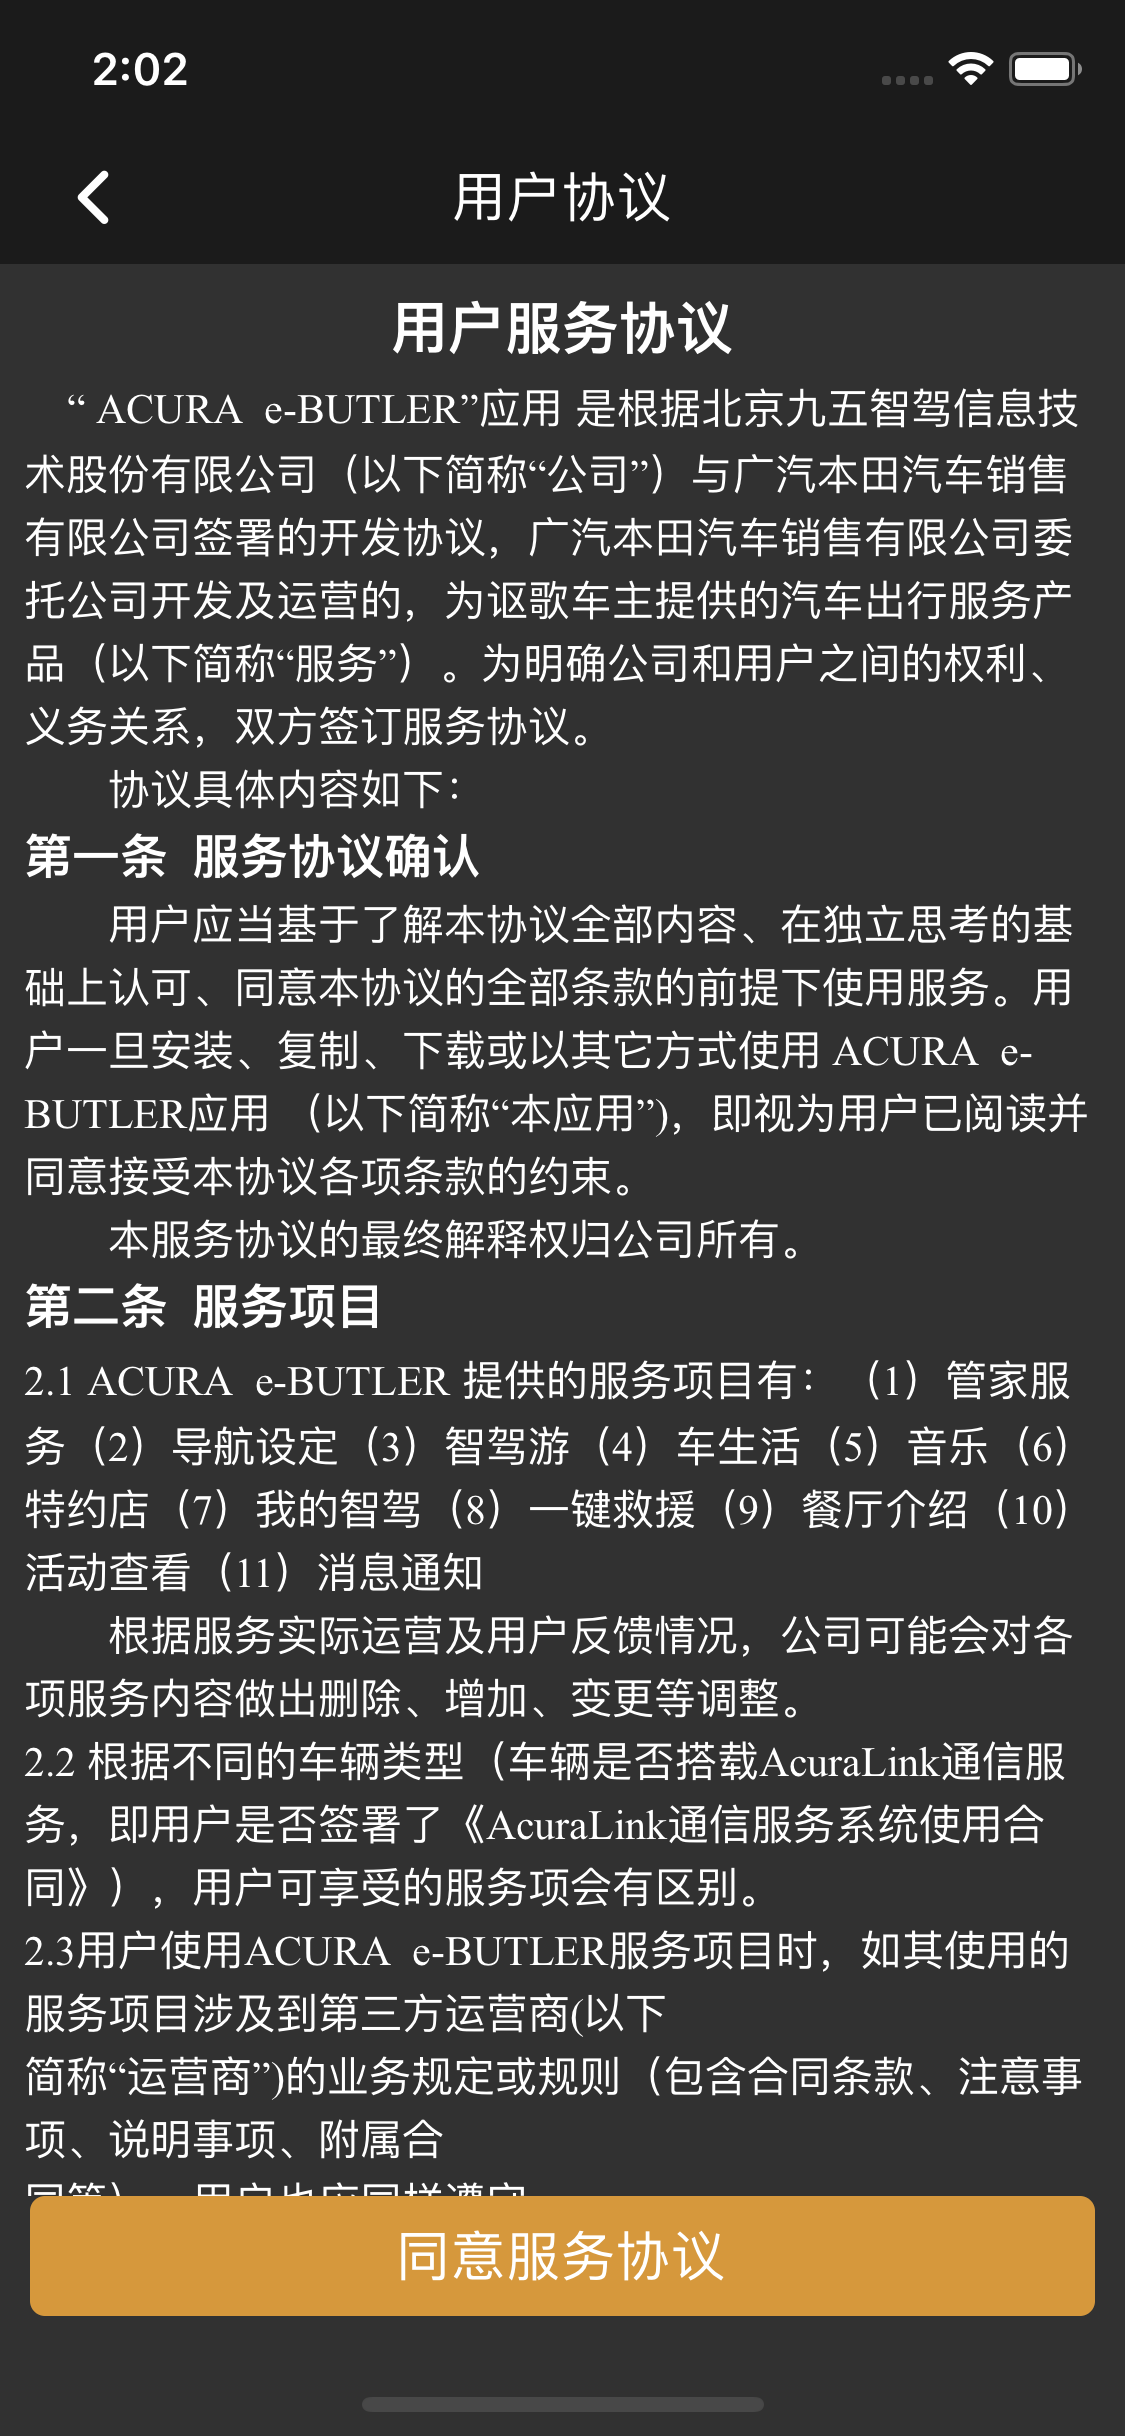 2:02
用户协议
用户服务协议
“ ACURA e-BUTLER”应用 是根据北京九五智驾信息技
术股份有限公司（以下简称“公司”）与广汽本田汽车销售
有限公司签署的开发协议，广汽本田汽车销售有限公司委
托公司开发及运营的，为讴歌车主提供的汽车出行服务产
品（以下简称“服务”）。为明确公司和用户之间的权利、
义务关系，双方签订服务协议。
协议具体内容如下：
第一条 服务协议确认
用户应当基于了解本协议全部内容、在独立思考的基
础上认可、同意本协议的全部条款的前提下使用服务。用
户一旦安装、复制、下载或以其它方式使用 ACURA e-
BUTLER应用 （以下简称“本应用”)，即视为用户已阅读并
同意接受本协议各项条款的约束。
本服务协议的最终解释权归公司所有。
第二条 服务项目
2.1 ACURA e-BUTLER 提供的服务项目有：（1）管家服
务（2）导航设定（3）智驾游（4）车生活（5）音乐（6）
特约店（7）我的智驾（8）一键救援（9）餐厅介绍（10）
活动查看（11）消息通知
根据服务实际运营及用户反馈情况，公司可能会对各
项服务内容做出删除、增加、变更等调整。
2.2 根据不同的车辆类型（车辆是否搭载AcuraLink通信服
务，即用户是否签署了《AcuraLink通信服务系统使用合
同》），用户可享受的服务项会有区别。
2.3用户使用ACURA e-BUTLER服务项目时，如其使用的
服务项目涉及到第三方运营商(以下
简称“运营商”)的业务规定或规则（包含合同条款、注意事
项、说明事项、附属合
同等），用户也应同样遵守
同意服务协议